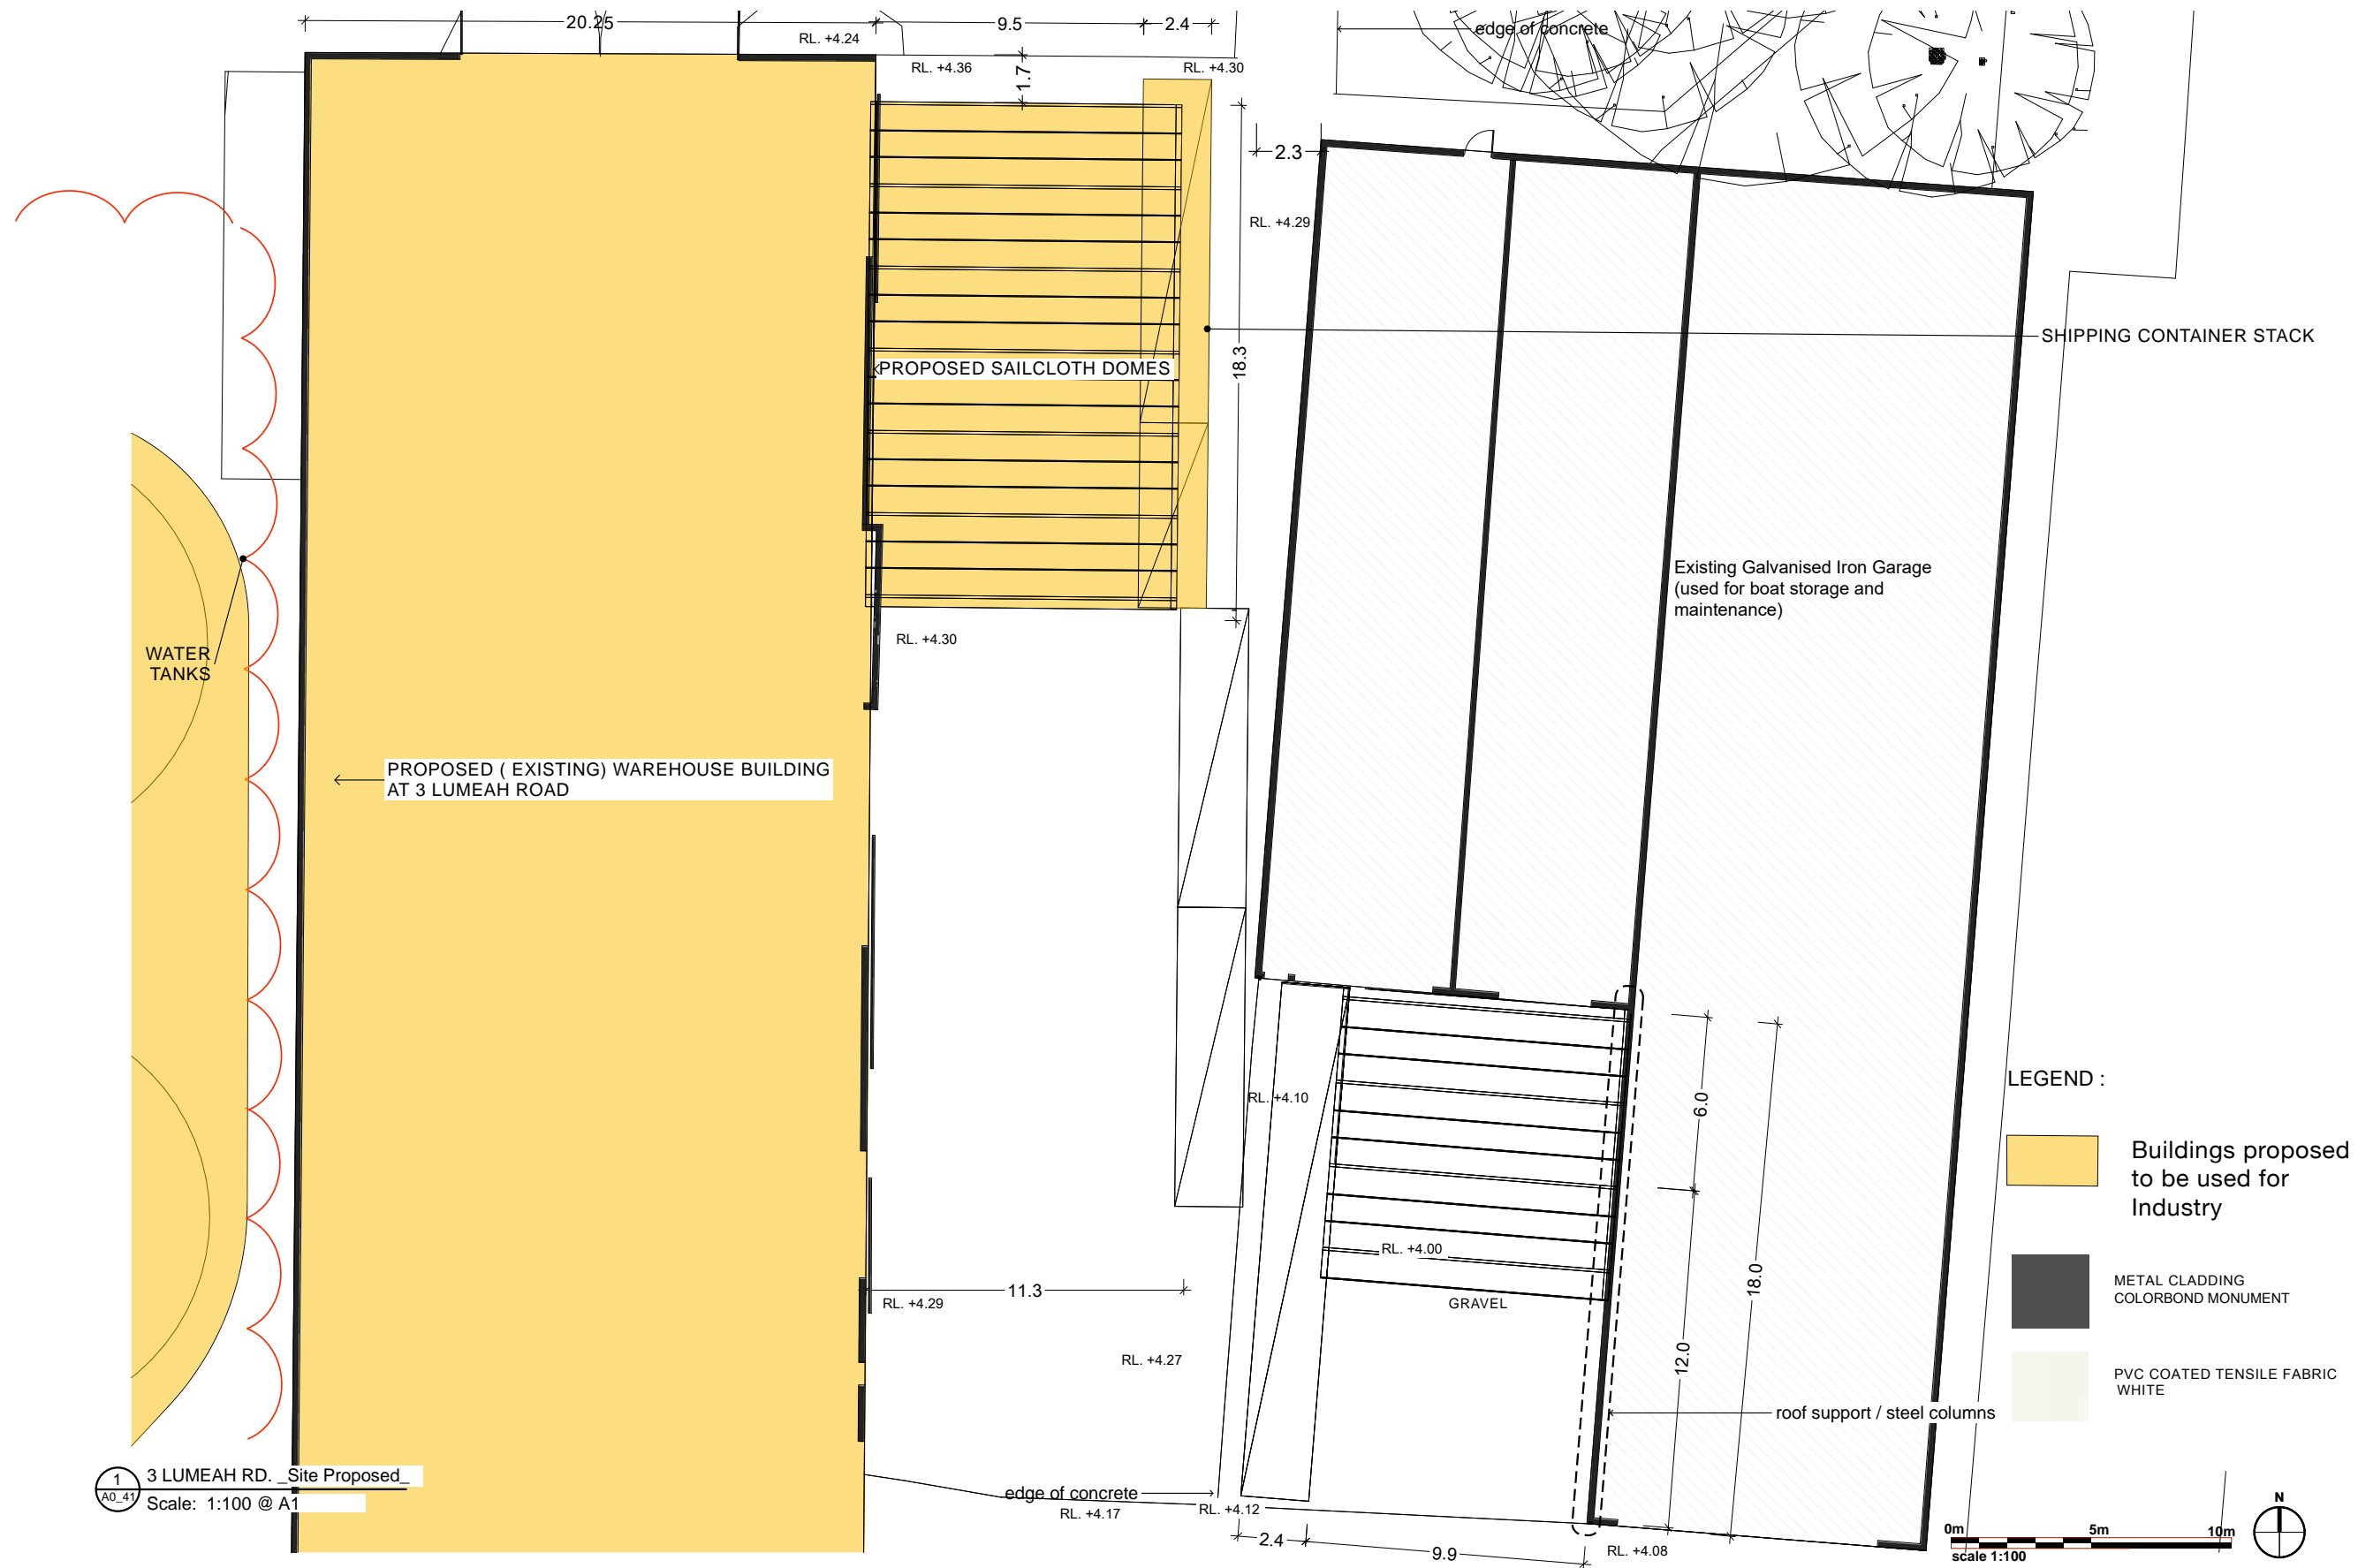 20.25
9.5
2.4
RL. +4.24
edge of concrete
RL. +4.36
RL. +4.30
1.7
2.3
RL. +4.29
SHIPPING CONTAINER STACK
18.3
PROPOSED SAILCLOTH DOMES
Existing Galvanised Iron Garage
(used for boat storage and
maintenance)
RL. +4.30
WATER
TANKS
PROPOSED ( EXISTING) WAREHOUSE BUILDING
AT 3 LUMEAH ROAD
LEGEND :
RL. +4.10
6.0
Buildings proposed
to be used for
Industry
RL. +4.00
18.0
METAL CLADDING
COLORBOND MONUMENT
11.3
RL. +4.29
GRAVEL
RL. +4.27
12.0
PVC COATED TENSILE FABRIC
WHITE
roof support / steel columns
1
A0_41
3 LUMEAH RD. _Site Proposed_
Scale: 1:100 @ A1
edge of concrete
RL. +4.17
RL. +4.12
2.4
9.9
RL. +4.08
0m
5m
10m
scale 1:100
N